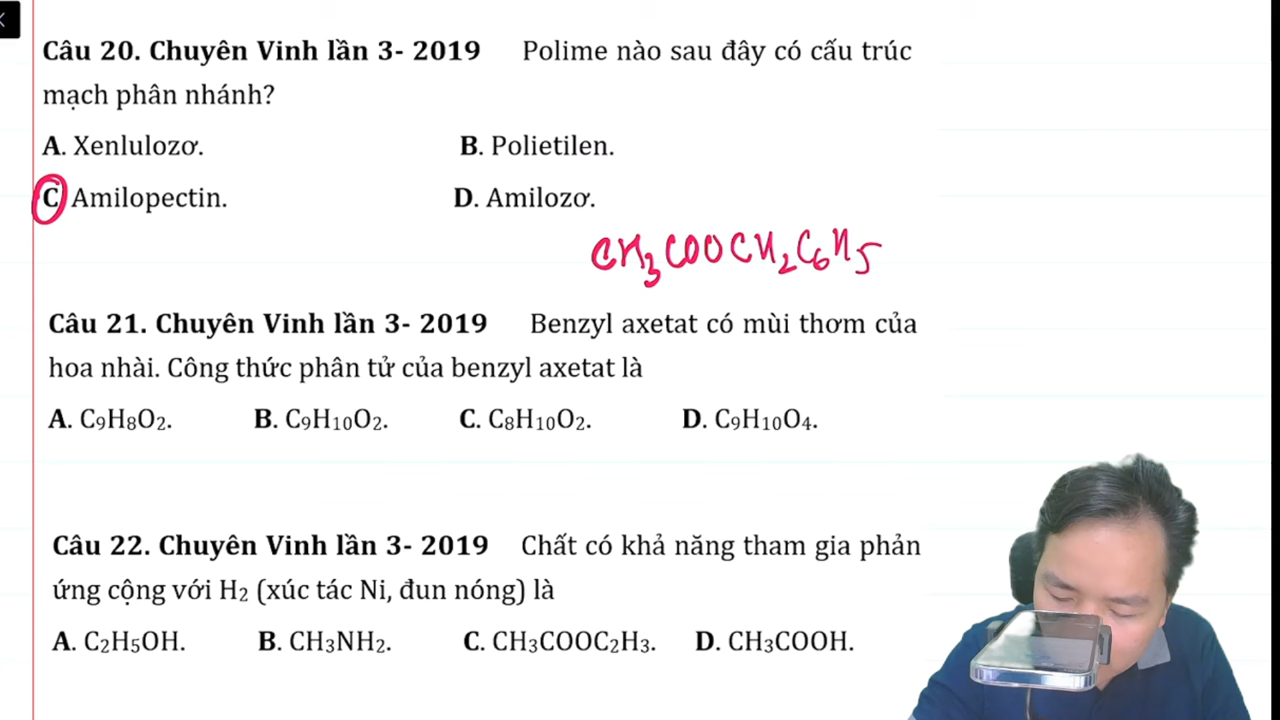 Câu 20. Chuyên Vinh lần 3- 2019 Polime nào sau đây có cấu trúc
mạch phân nhánh?
A. Xenlulozơ. B. Polietilen.
C Amilopectin. D. Amilozơ.
CH3COOCH2C6H5
Câu 21. Chuyên Vinh lần 3- 2019 Benzyl axetat có mùi thơm của
hoa nhài. Công thức phân tử của benzyl axetat là
A. C9H8O2. B. C9H10O2. C. C8H10O2. D. C9H10O4.
Câu 22. Chuyên Vinh lần 3- 2019 Chất có khả năng tham gia phản
ứng cộng với H2 (xúc tác Ni, đun nóng) là
A. C2H5OH. B. CH3NH2. C. CH3COOC2H3. D. CH3COOH.